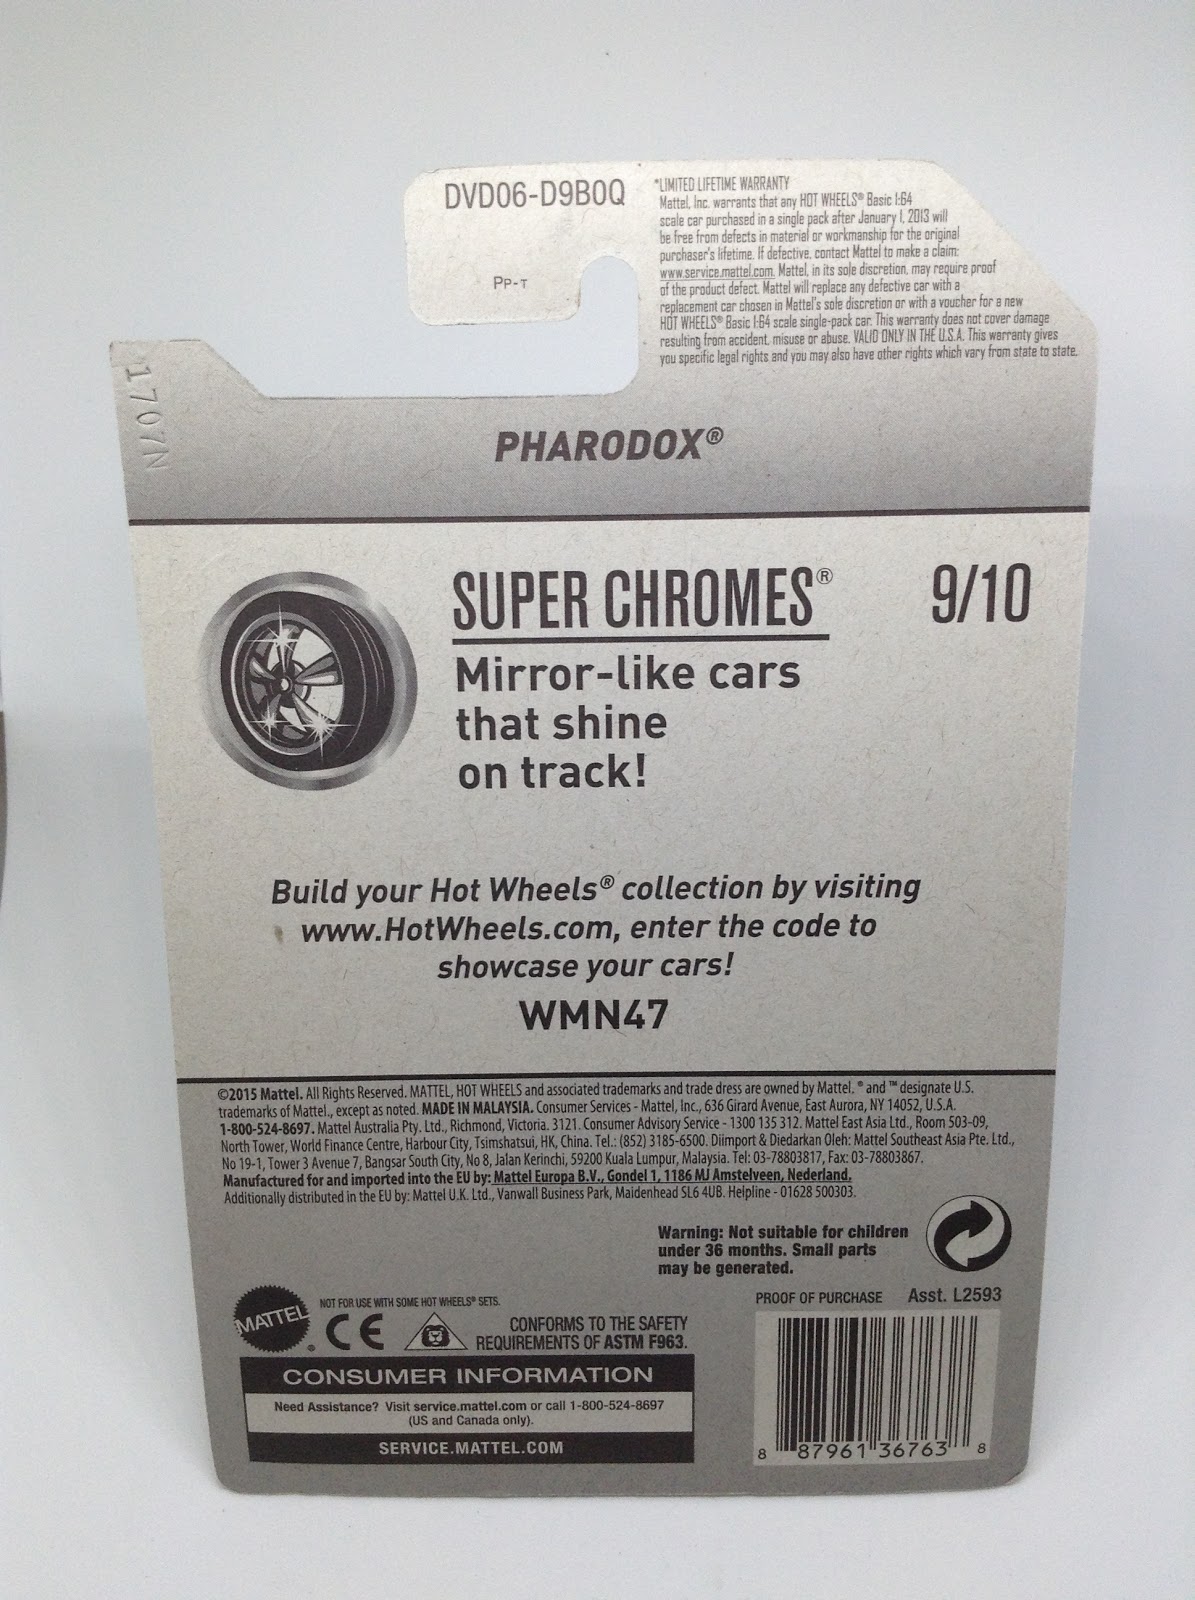 DVD06-D9B0Q
PP-T
*LIMITED LIFETIME WARRANTY
Mattel, Inc. warrants that any HOT WHEELS® Basic 1:64
scale car purchased in a single pack after January 1, 2013 will
be free from defects in material or workmanship for the original
purchaser's lifetime. If defective, contact Mattel to make a claim:
www.service.mattel.com. Mattel, in its sole discretion, may require proof
of the product defect. Mattel will replace any defective car with a
replacement car chosen in Mattel's sole discretion or with a voucher for a new
HOT WHEELS® Basic 1:64 scale single-pack car. This warranty does not cover damage
resulting from accident, misuse or abuse. VALID ONLY IN THE U.S.A. This warranty gives
you specific legal rights and you may also have other rights which vary from state to state.
1707N
PHARODOX®
SUPER CHROMES®
9/10
Mirror-like cars
that shine
on track!
Build your Hot Wheels® collection by visiting
www.HotWheels.com, enter the code to
showcase your cars!
WMN47
©2015 Mattel. All Rights Reserved. MATTEL, HOT WHEELS and associated trademarks and trade dress are owned by Mattel. ® and ™ designate U.S.
trademarks of Mattel., except as noted. MADE IN MALAYSIA. Consumer Services - Mattel, Inc., 636 Girard Avenue, East Aurora, NY 14052, U.S.A.
1-800-524-8697. Mattel Australia Pty. Ltd., Richmond, Victoria. 3121. Consumer Advisory Service - 1300 135 312. Mattel East Asia Ltd., Room 503-09,
North Tower, World Finance Centre, Harbour City, Tsimshatsui, HK, China. Tel.: (852) 3185-6500. Diimport & Diedarkan Oleh: Mattel Southeast Asia Pte. Ltd.,
No 19-1, Tower 3 Avenue 7, Bangsar South City, No 8, Jalan Kerinchi, 59200 Kuala Lumpur, Malaysia. Tel: 03-78803817, Fax: 03-78803867.
Manufactured for and imported into the EU by: Mattel Europa B.V., Gondel 1, 1186 MJ Amstelveen, Nederland.
Additionally distributed in the EU by: Mattel U.K. Ltd., Vanwall Business Park, Maidenhead SL6 4UB. Helpline - 01628 500303.
Warning: Not suitable for children
under 36 months. Small parts
may be generated.
PROOF OF PURCHASE Asst. L2593
NOT FOR USE WITH SOME HOT WHEELS® SETS.
MATTEL®
CE
CONFORMS TO THE SAFETY
REQUIREMENTS OF ASTM F963.
CONSUMER INFORMATION
Need Assistance? Visit service.mattel.com or call 1-800-524-8697
(US and Canada only).
SERVICE.MATTEL.COM
8 87961 36763 8